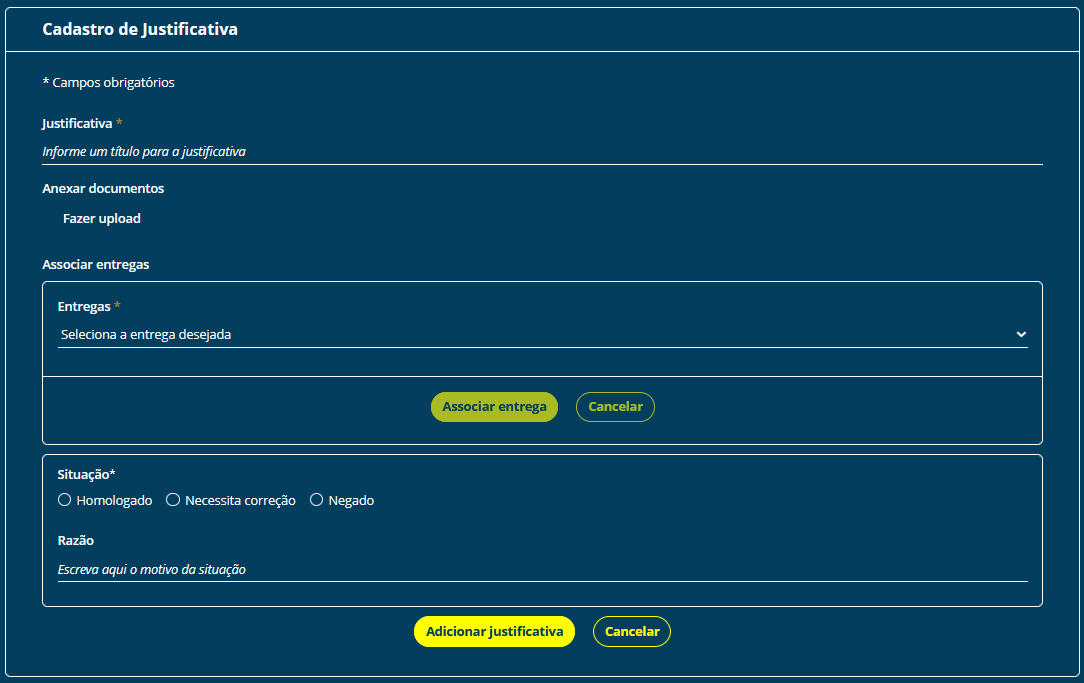 Cadastro de Justificativa
* Campos obrigatórios
Justificativa *
Informe um título para a justificativa
Anexar documentos
Fazer upload
Associar entregas
Entregas *
Seleciona a entrega desejada
Associar entrega Cancelar
Situação*
Homologado Necessita correção Negado
Razão
Escreva aqui o motivo da situação
Adicionar justificativa Cancelar